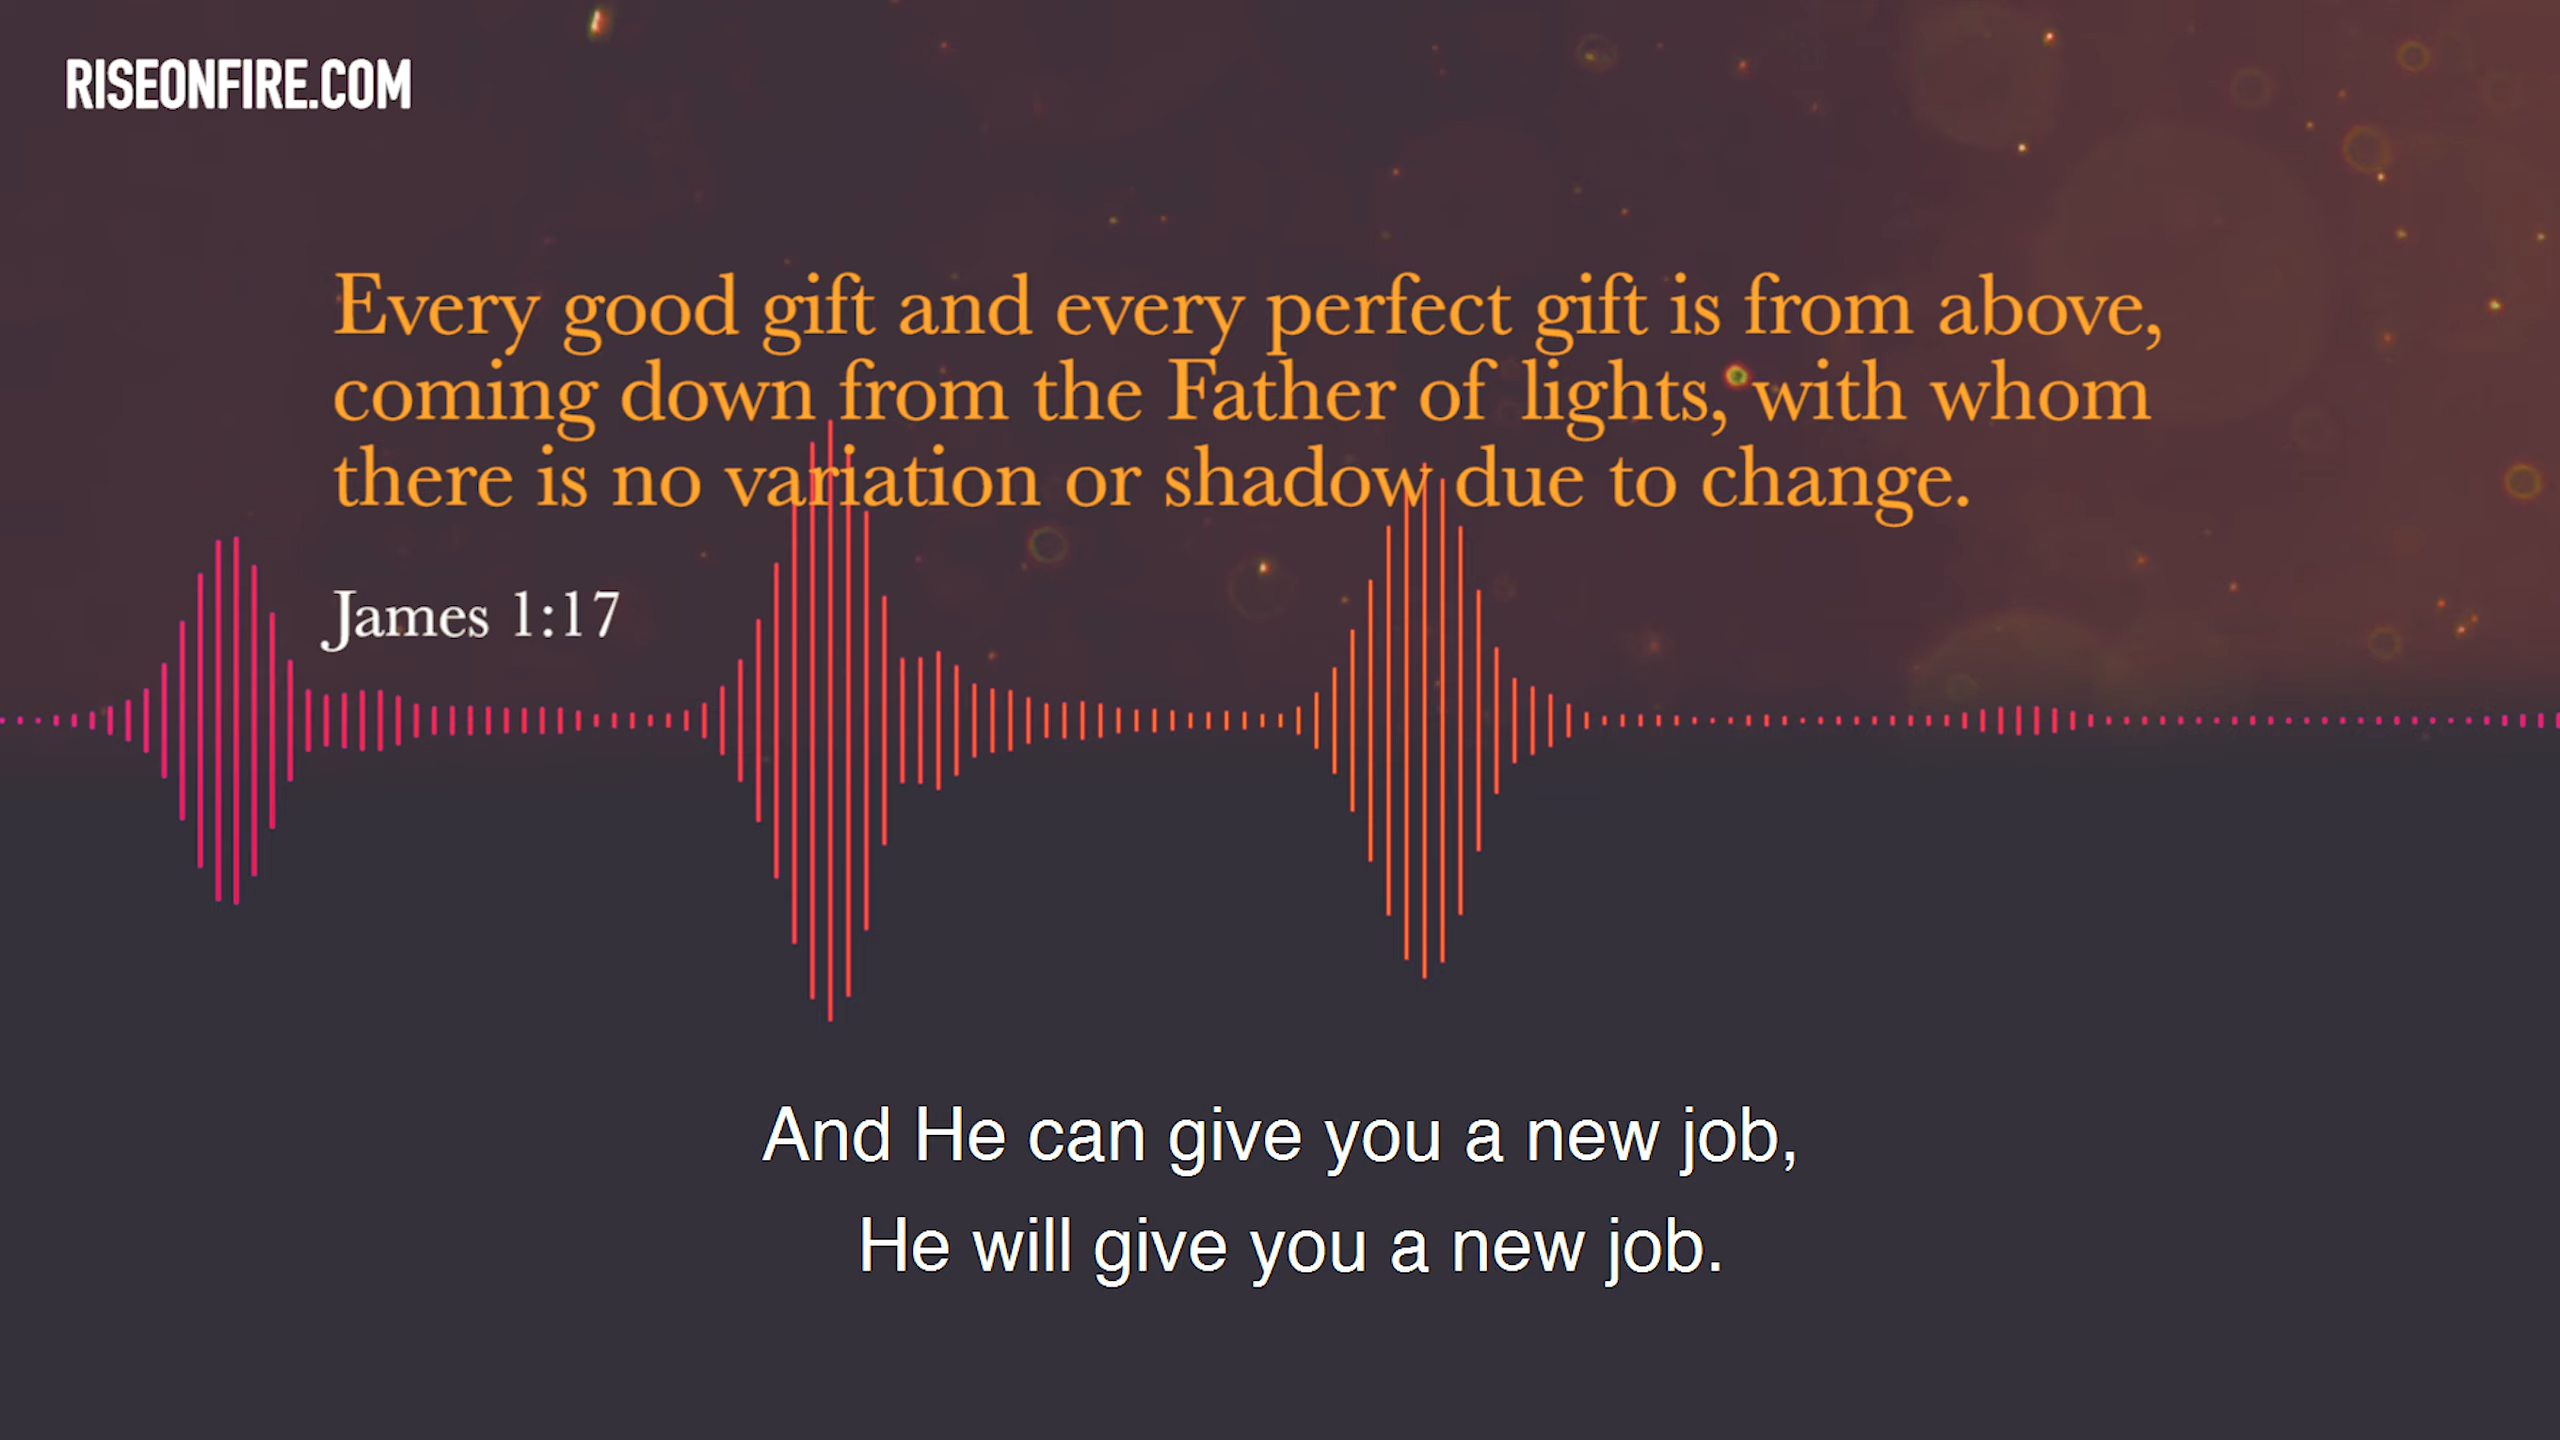 RISEONFIRE.COM
Every good gift and every perfect gift is from above,
coming down from the Father of lights, with whom
there is no variation or shadow due to change.
James 1:17
And He can give you a new job,
He will give you a new job.